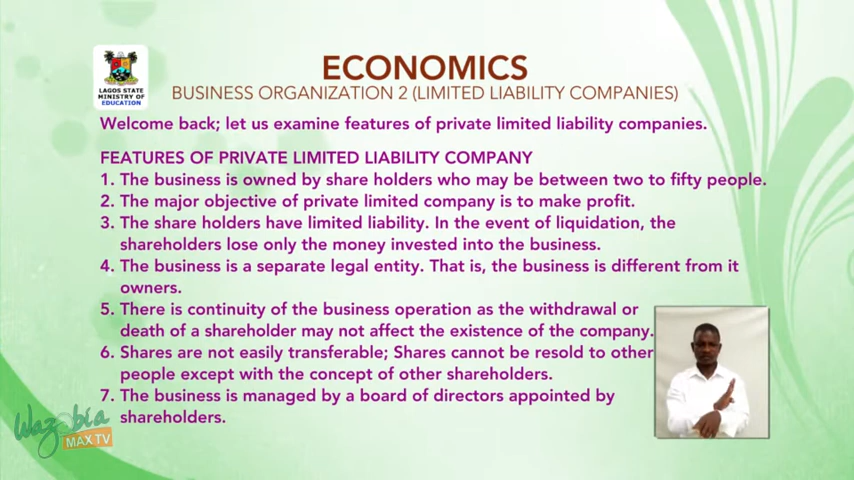 ECONOMICS
LAGOS STATE
MINISTRY OF
EDUCATION
BUSINESS ORGANIZATION 2 (LIMITED LIABILITY COMPANIES)
Welcome back; let us examine features of private limited liability companies.
FEATURES OF PRIVATE LIMITED LIABILITY COMPANY
1. The business is owned by share holders who may be between two to fifty people.
2. The major objective of private limited company is to make profit.
3. The share holders have limited liability. In the event of liquidation, the
shareholders lose only the money invested into the business.
4. The business is a separate legal entity. That is, the business is different from it
owners.
5. There is continuity of the business operation as the withdrawal or
death of a shareholder may not affect the existence of the company.
6. Shares are not easily transferable; Shares cannot be resold to other
people except with the concept of other shareholders.
7. The business is managed by a board of directors appointed by
shareholders.
Wazobia
MAX TV